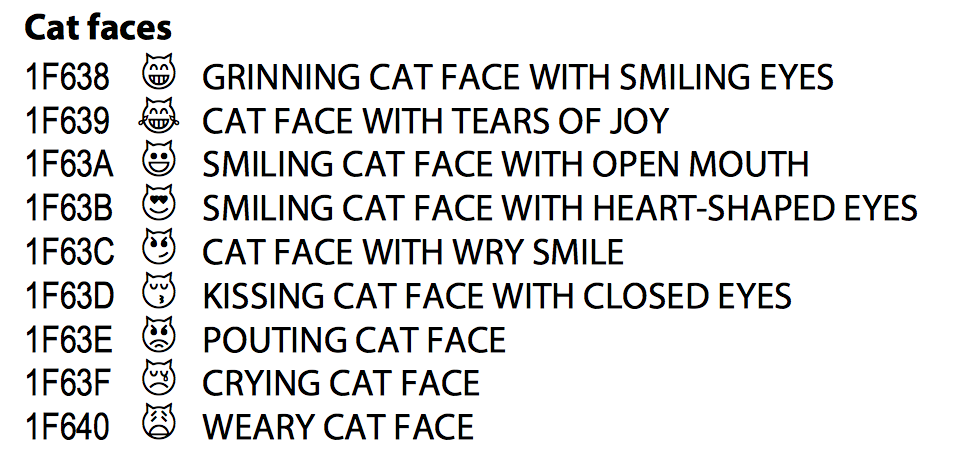 Cat faces
1F638 😸 GRINNING CAT FACE WITH SMILING EYES
1F639 😹 CAT FACE WITH TEARS OF JOY
1F63A 😺 SMILING CAT FACE WITH OPEN MOUTH
1F63B 😻 SMILING CAT FACE WITH HEART-SHAPED EYES
1F63C 😼 CAT FACE WITH WRY SMILE
1F63D 😽 KISSING CAT FACE WITH CLOSED EYES
1F63E 😾 POUTING CAT FACE
1F63F 😿 CRYING CAT FACE
1F640 🙀 WEARY CAT FACE